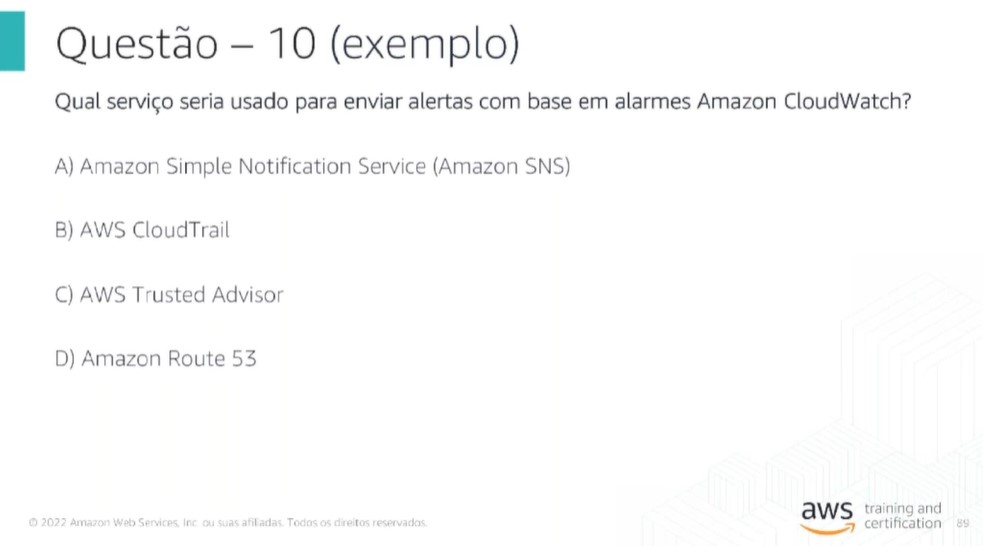 Questão – 10 (exemplo)
Qual serviço seria usado para enviar alertas com base em alarmes Amazon CloudWatch?
A) Amazon Simple Notification Service (Amazon SNS)
B) AWS CloudTrail
C) AWS Trusted Advisor
D) Amazon Route 53
© 2022 Amazon Web Services, Inc. ou suas afiliadas. Todos os direitos reservados.
aws training and
certification 89